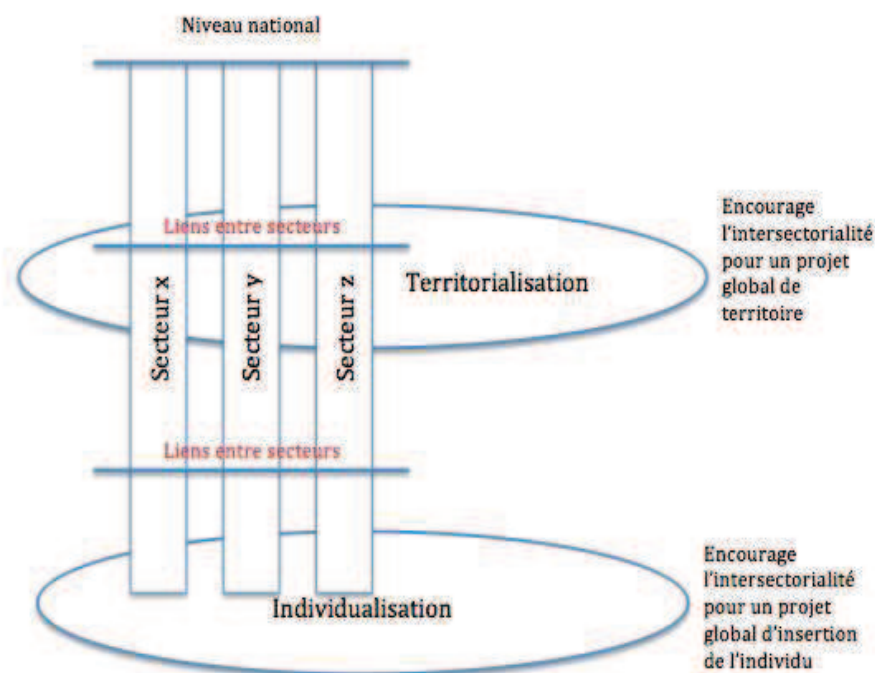 Niveau national
Liens entre secteurs
Secteur x
Secteur y
Secteur z
Territorialisation
Encourage
l'intersectorialité
pour un projet
global de
territoire
Liens entre secteurs
Individualisation
Encourage
l'intersectorialité
pour un projet
global d'insertion
de l'individu